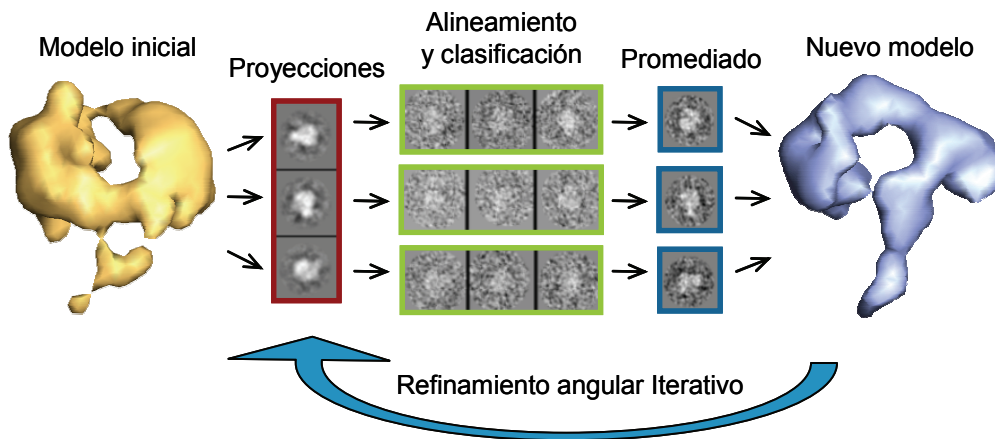 Modelo inicial
Proyecciones
Alineamiento
y clasificación
Promediado
Nuevo modelo
Refinamiento angular Iterativo